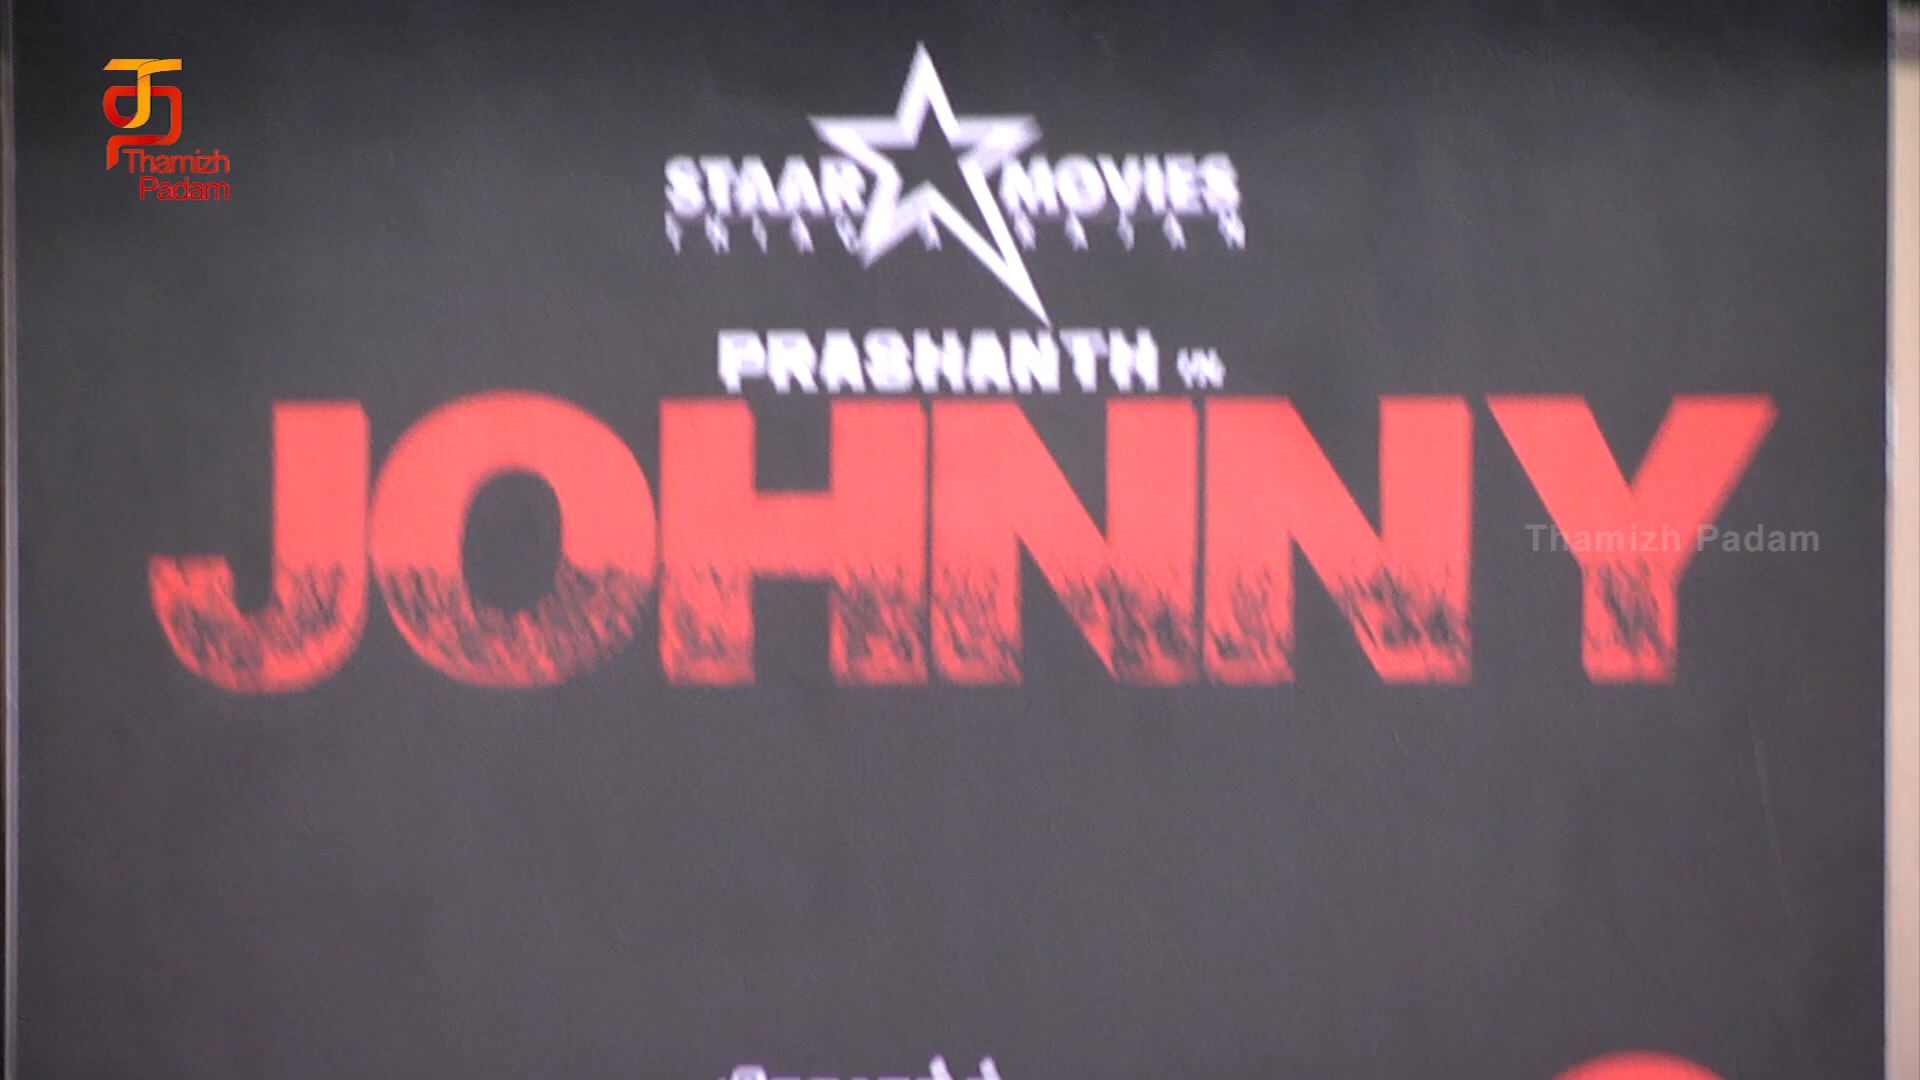 Thamizh
Padam
STAAR MOVIES
PRASHANTH IN
JOHNNY
Thamizh Padam